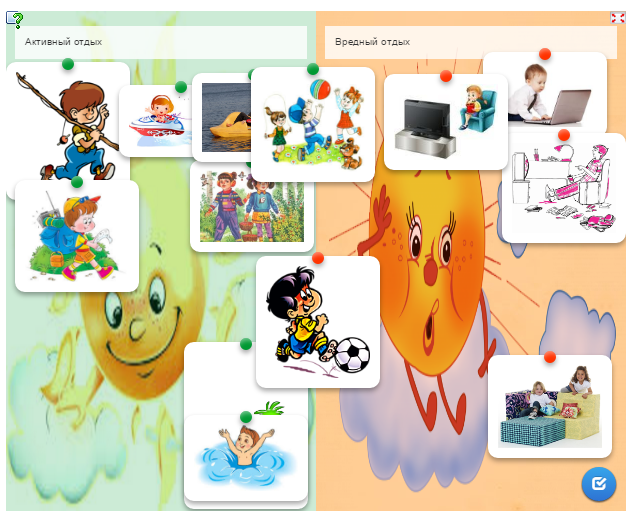 Активный отдых
Вредный отдых